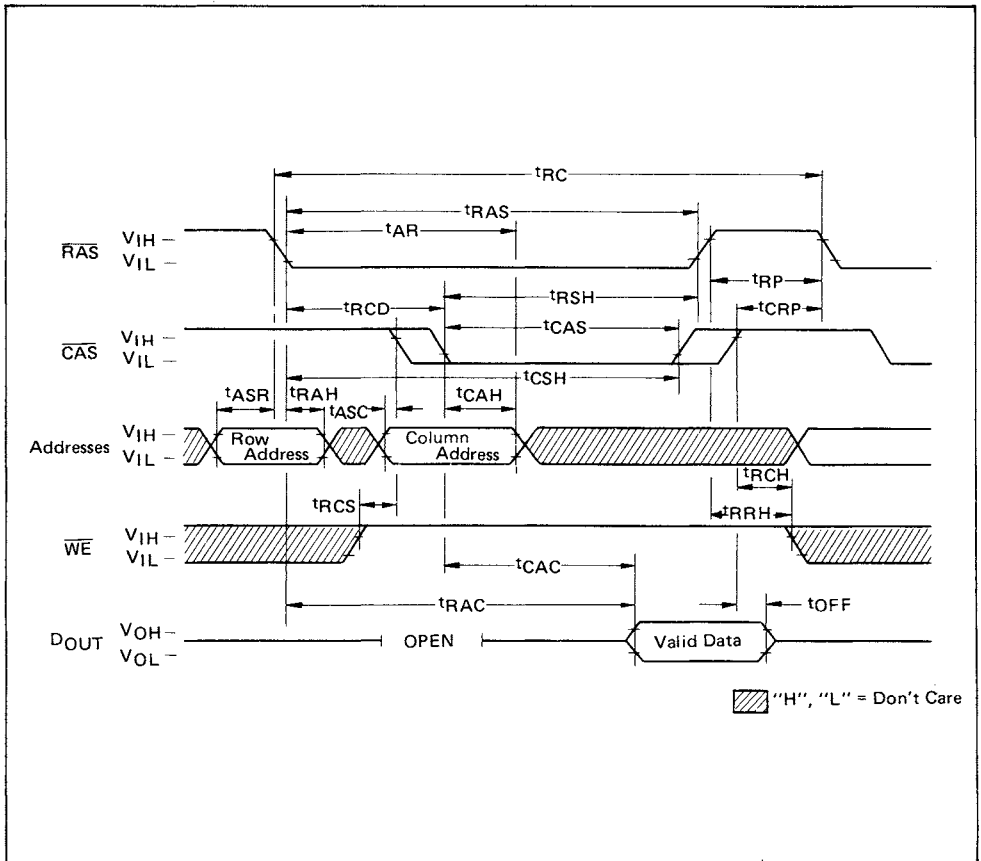 tRC
tRAS
tAR
RAS VIH
VIL
tRP
tRSH
tRCD tCRP
tCAS
CAS VIH
VIL
tCSH
tASR tRAH tASC tCAH
Addresses VIH
VIL
Row Address
Column Address
tRCH
tRCS tRRH
WE VIH
VIL
tCAC
tRAC tOFF
DOUT VOH
VOL
OPEN
Valid Data
"H", "L" = Don't Care